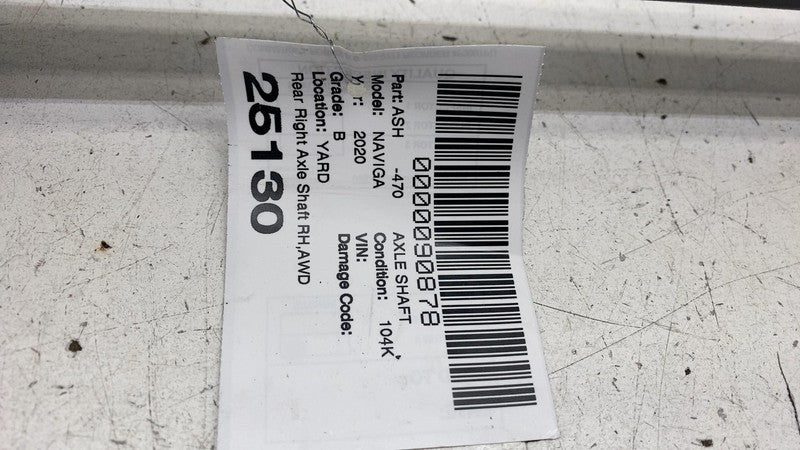 0000090878
Part: ASH -470 AXLE SHAFT
Model: NAVIGA Condition: 104K
Year: 2020 VIN:
Grade: B Damage Code:
Location: YARD
Rear Right Axle Shaft RH,AWD
25130